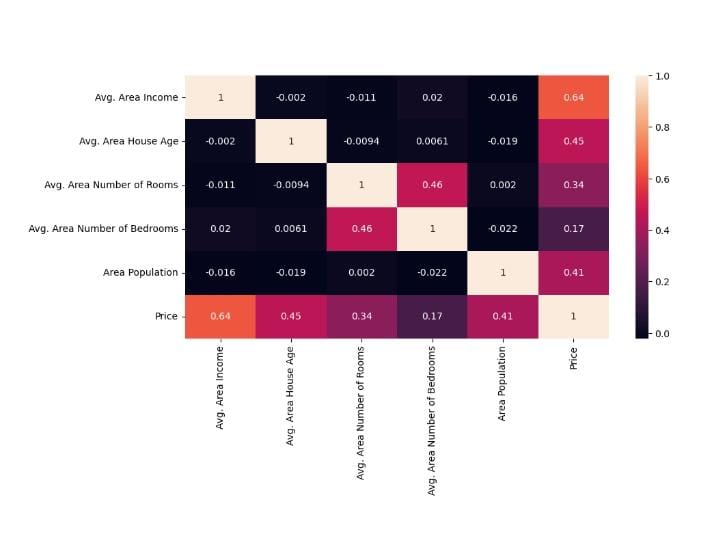 Avg. Area Income 1 -0.002 -0.011 0.02 -0.016 0.64
Avg. Area House Age -0.002 1 -0.0094 0.0061 -0.019 0.45
Avg. Area Number of Rooms -0.011 -0.0094 1 0.46 0.002 0.34
Avg. Area Number of Bedrooms 0.02 0.0061 0.46 1 -0.022 0.17
Area Population -0.016 -0.019 0.002 -0.022 1 0.41
Price 0.64 0.45 0.34 0.17 0.41 1
Avg. Area Income
Avg. Area House Age
Avg. Area Number of Rooms
Avg. Area Number of Bedrooms
Area Population
Price
1.0
0.8
0.6
0.4
0.2
0.0